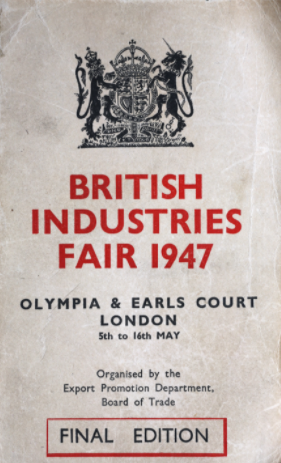 BRITISH
INDUSTRIES
FAIR 1947
OLYMPIA & EARLS COURT
LONDON
5th to 16th MAY
Organised by the
Export Promotion Department,
Board of Trade
FINAL EDITION